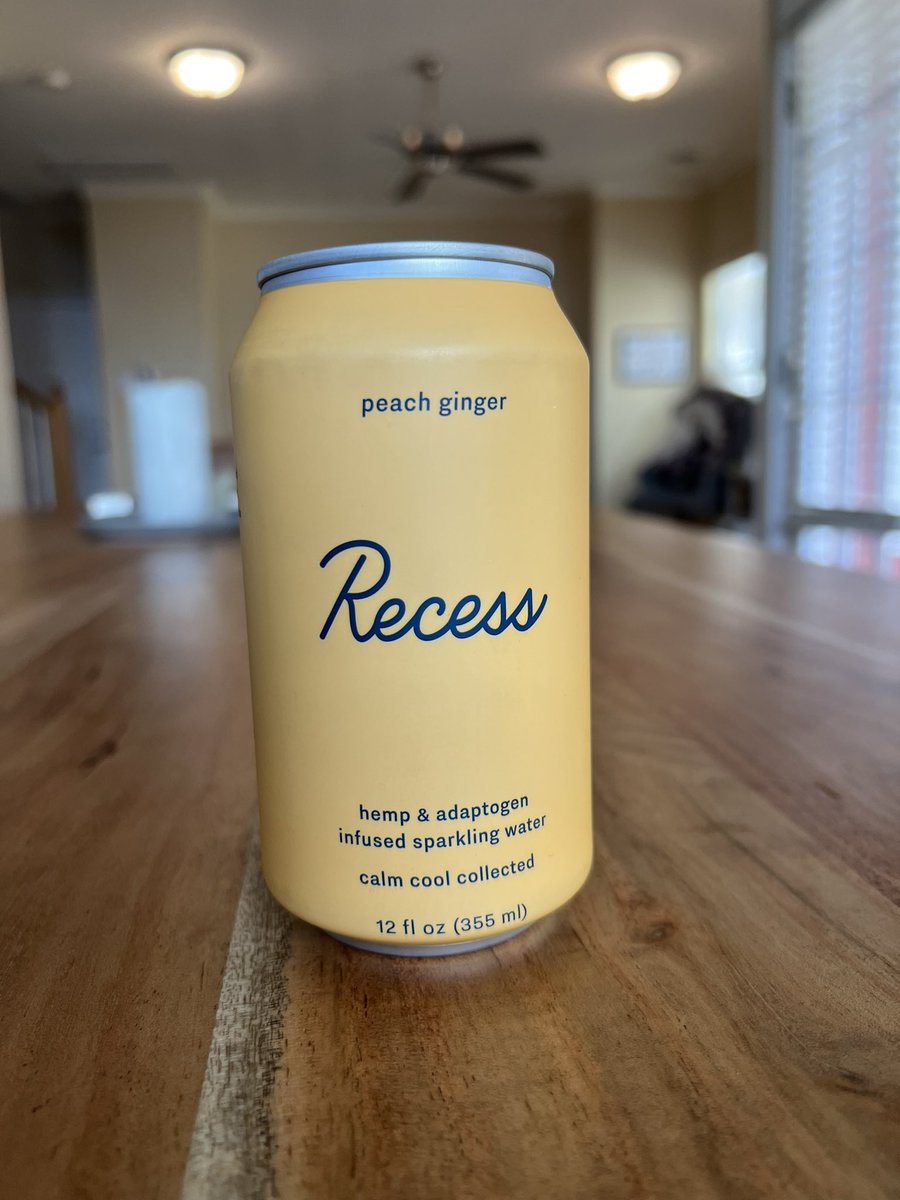 peach ginger
Recess
hemp & adaptogen
infused sparkling water
calm cool collected
12 fl oz (355 ml)